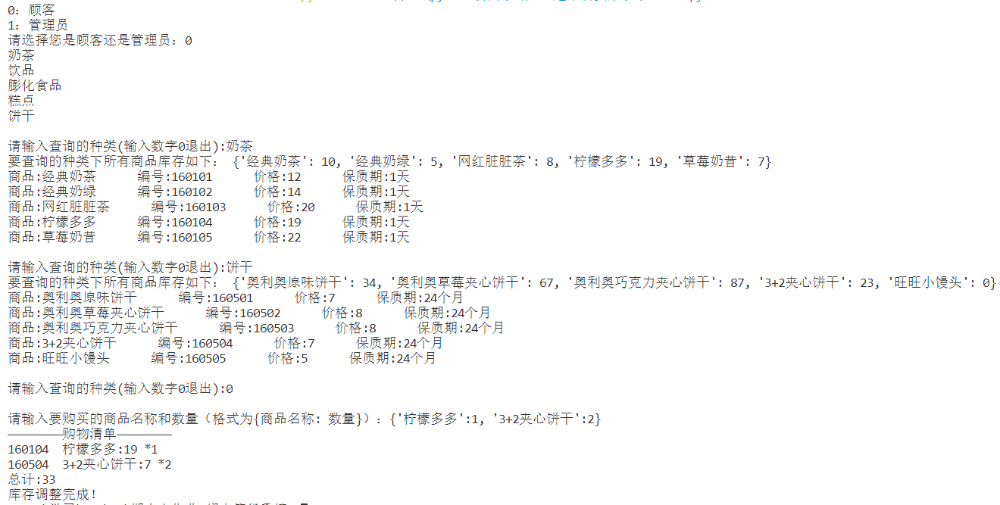 0: 顾客
1: 管理员
请选择您是顾客还是管理员: 0
奶茶
饮品
膨化食品
糕点
饼干
请输入查询的种类(输入数字0退出):奶茶
要查询的种类下所有商品库存如下: {'经典奶茶': 10, '经典奶绿': 5, '网红脏脏茶': 8, '柠檬多多': 19, '草莓奶昔': 7}
商品:经典奶茶 编号:160101 价格:12 保质期:1天
商品:经典奶绿 编号:160102 价格:14 保质期:1天
商品:网红脏脏茶 编号:160103 价格:20 保质期:1天
商品:柠檬多多 编号:160104 价格:19 保质期:1天
商品:草莓奶昔 编号:160105 价格:22 保质期:1天
请输入查询的种类(输入数字0退出):饼干
要查询的种类下所有商品库存如下: {'奥利奥原味饼干': 34, '奥利奥草莓夹心饼干': 67, '奥利奥巧克力夹心饼干': 87, '3+2夹心饼干': 23, '旺旺小馒头': 0}
商品:奥利奥原味饼干 编号:160501 价格:7 保质期:24个月
商品:奥利奥草莓夹心饼干 编号:160502 价格:8 保质期:24个月
商品:奥利奥巧克力夹心饼干 编号:160503 价格:8 保质期:24个月
商品:3+2夹心饼干 编号:160504 价格:7 保质期:24个月
商品:旺旺小馒头 编号:160505 价格:5 保质期:24个月
请输入查询的种类(输入数字0退出):0
请输入要购买的商品名称和数量（格式为{商品名称: 数量}）: {'柠檬多多':1, '3+2夹心饼干':2}
————————购物清单————————
160104 柠檬多多:19 *1
160504 3+2夹心饼干:7 *2
总计:33
库存调整完成!